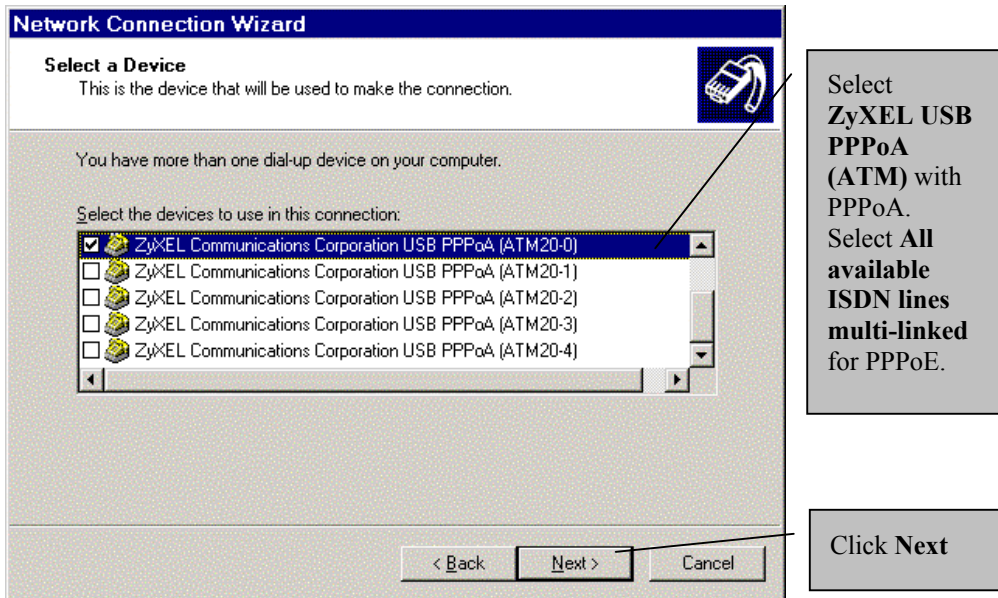 Network Connection Wizard
Select a Device
This is the device that will be used to make the connection.
You have more than one dial-up device on your computer.
Select the devices to use in this connection:
ZyXEL Communications Corporation USB PPPoA (ATM20-0)
ZyXEL Communications Corporation USB PPPoA (ATM20-1)
ZyXEL Communications Corporation USB PPPoA (ATM20-2)
ZyXEL Communications Corporation USB PPPoA (ATM20-3)
ZyXEL Communications Corporation USB PPPoA (ATM20-4)
< Back
Next >
Cancel
Select
ZyXEL USB
PPPoA
(ATM) with
PPPoA.
Select All
available
ISDN lines
multi-linked
for PPPoE.
Click Next